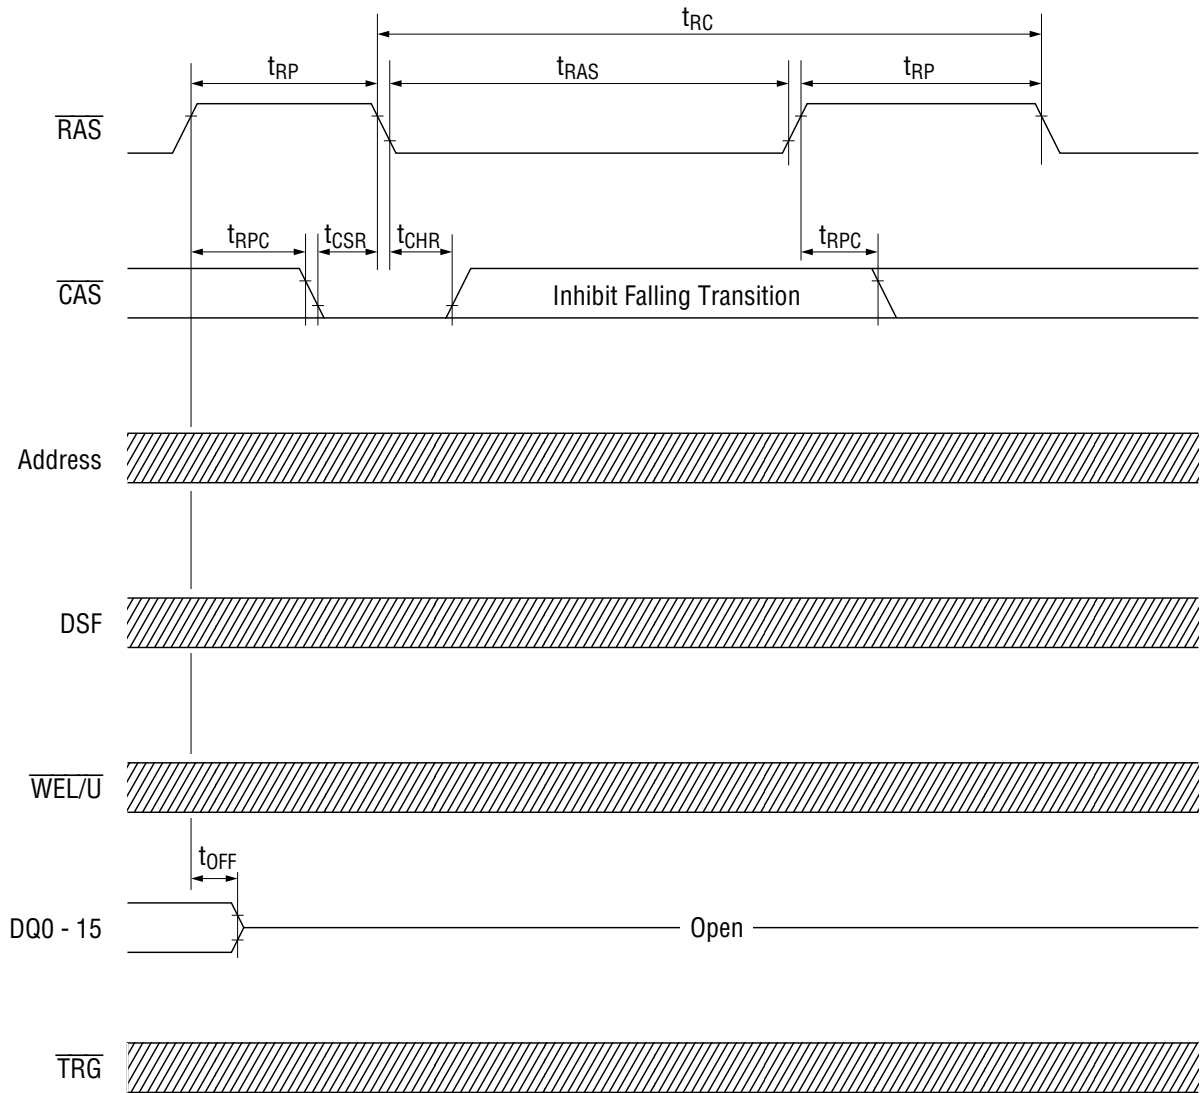 tRC
tRP tRAS tRP
RAS
tRPC tCSR tCHR tRPC
CAS Inhibit Falling Transition
Address
DSF
WEL/U
tOFF
DQ0 - 15 Open
TRG